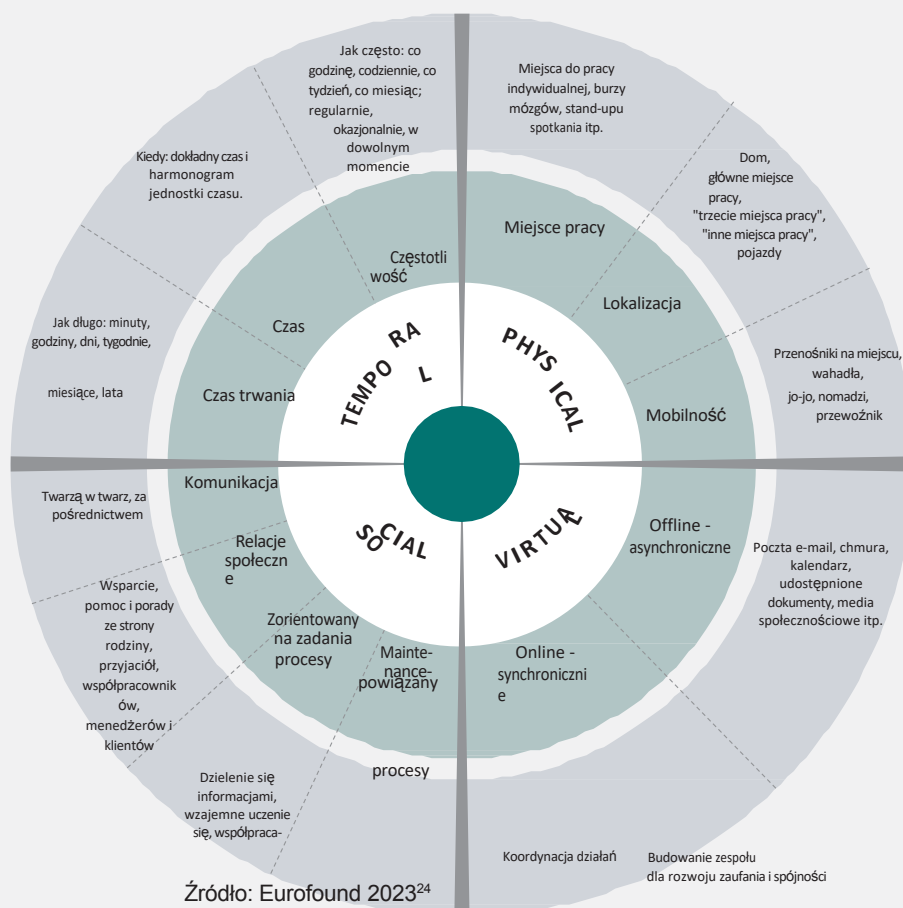 Jak często: co
godzinę, codziennie, co
tydzień, co miesiąc;
regularnie,
okazjonalnie, w
dowolnym
momencie
Miejsca do pracy
indywidualnej, burzy
mózgów, stand-upu
spotkania itp.
Kiedy: dokładny czas i
harmonogram
jednostki czasu.
Dom,
główne miejsce
pracy,
"trzecie miejsca pracy",
"inne miejsca pracy",
pojazdy
Miejsce pracy
Częstotli
wość
Lokalizacja
Czas
Jak długo: minuty,
godziny, dni, tygodnie,
miesiące, lata
Czas trwania
TEMPORAL
PHYSICAL
Przenośniki na miejscu,
wahadła,
jo-jo, nomadzi,
przewoźnik
Mobilność
Komunikacja
Twarzą w twarz, za
pośrednictwem
SOCIAL
VIRTUAL
Offline -
asynchroniczne
Relacje
społeczn
e
Poczta e-mail, chmura,
kalendarz,
udostępnione
dokumenty, media
społecznościowe itp.
Wsparcie,
pomoc i porady
ze strony
rodziny,
przyjaciół,
współpracownik
ów,
menedżerów i
klientów
Zorientowany
na zadania
procesy
Mainte-
nance-
powiązany
procesy
Online -
synchroniczni
e
Dzielenie się
informacjami,
wzajemne uczenie
się, współpraca-
Koordynacja działań
Budowanie zespołu
dla rozwoju zaufania i spójności
Źródło: Eurofound 2023²⁴